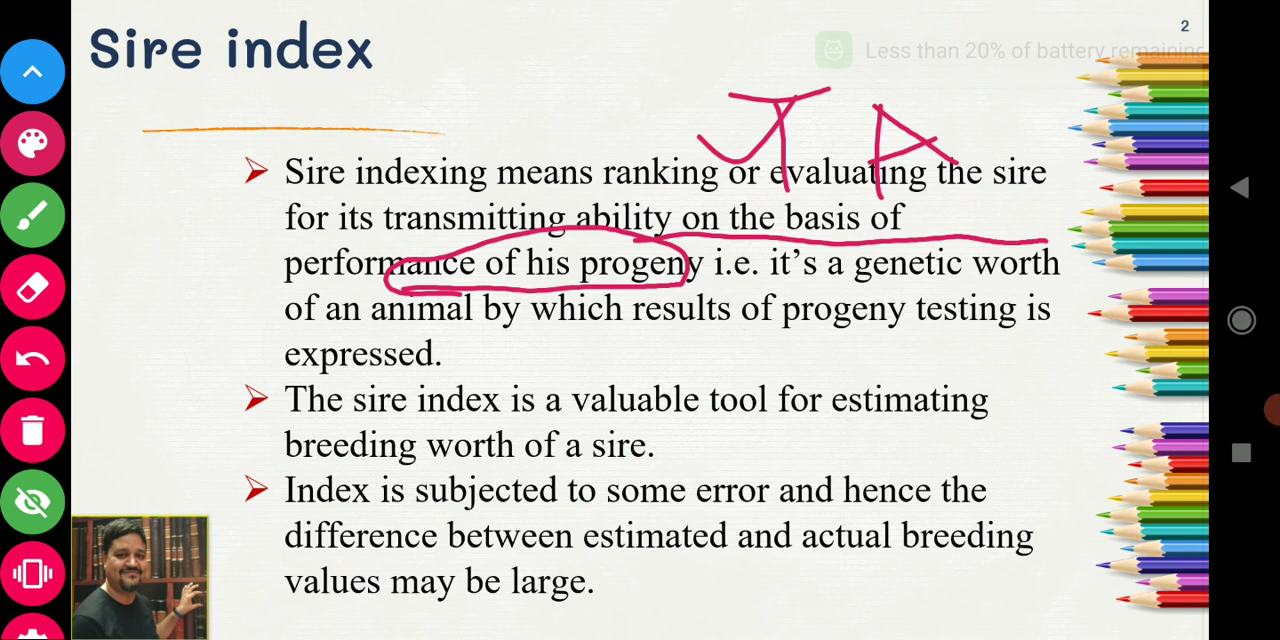 Sire index
2
Less than 20% of battery remaining
T A
Sire indexing means ranking or evaluating the sire
for its transmitting ability on the basis of
performance of his progeny i.e. it’s a genetic worth
of an animal by which results of progeny testing is
expressed.
The sire index is a valuable tool for estimating
breeding worth of a sire.
Index is subjected to some error and hence the
difference between estimated and actual breeding
values may be large.